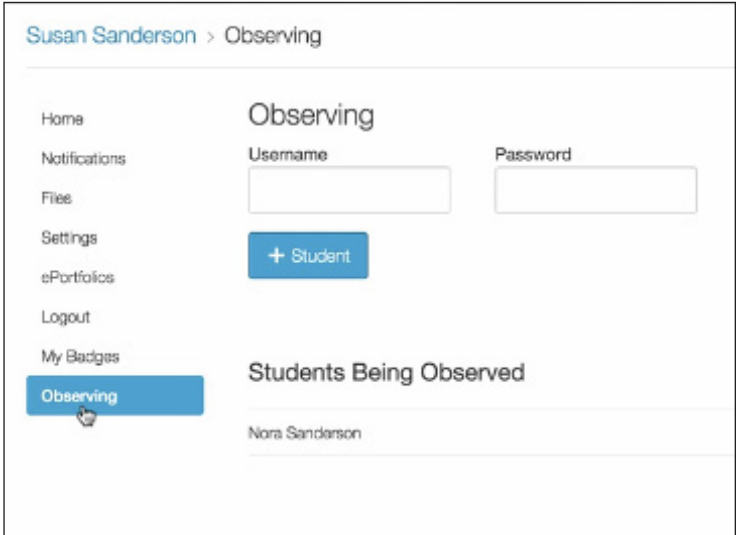 Susan Sanderson > Observing
Home
Notifications
Files
Settings
ePortfolios
Logout
My Badges
Observing
Observing
Username Password
+ Student
Students Being Observed
Nora Sanderson